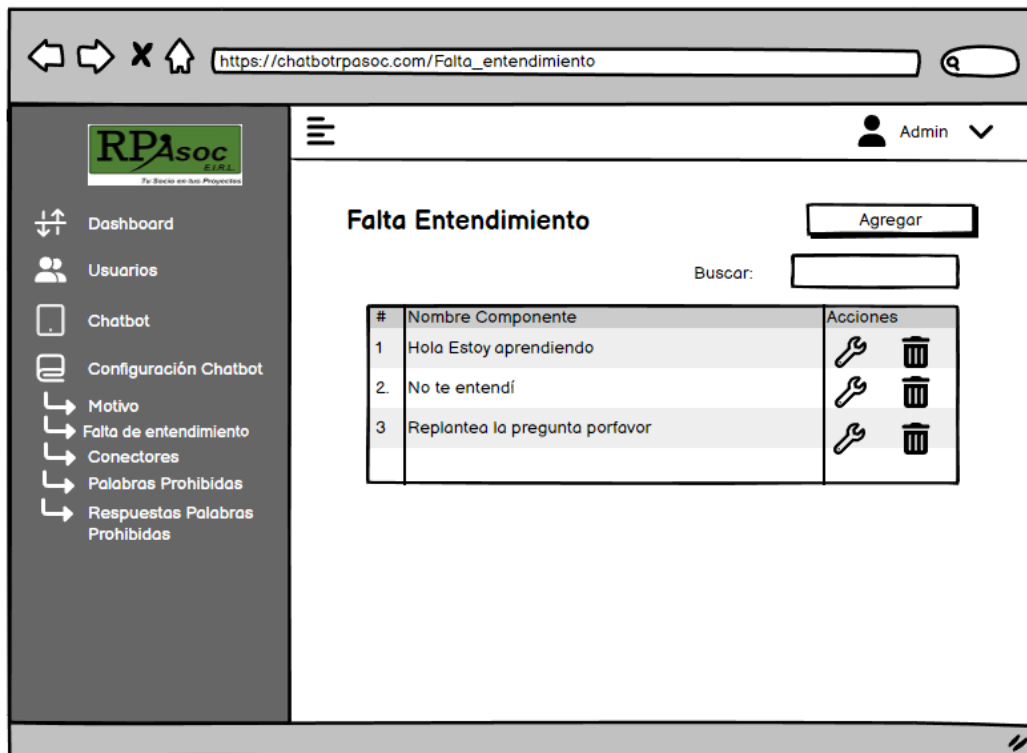 https://chatbotrpasoc.com/Falta_entendimiento
RPAsoc
E.I.R.L.
Tu Socio en tus Proyectos
Admin
Dashboard
Usuarios
Chatbot
Configuración Chatbot
Motivo
Falta de entendimiento
Conectores
Palabras Prohibidas
Respuestas Palabras
Prohibidas
Falta Entendimiento
Agregar
Buscar:
# Nombre Componente Acciones
1 Hola Estoy aprendiendo
2. No te entendí
3 Replantea la pregunta porfavor